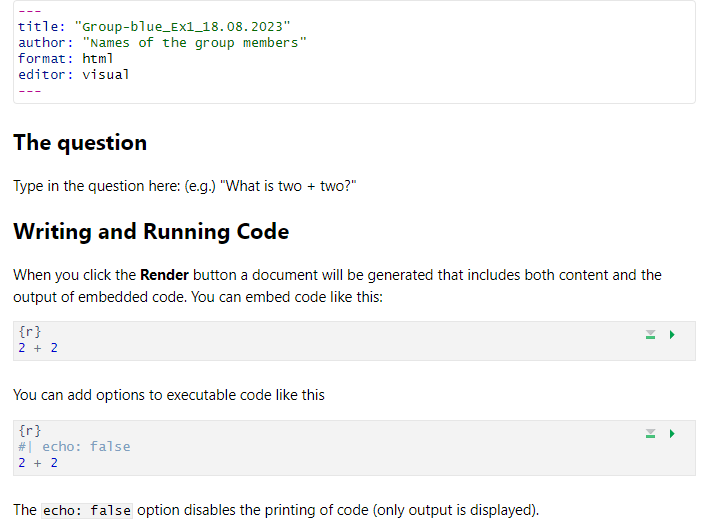 ---
title: "Group-blue_Ex1_18.08.2023"
author: "Names of the group members"
format: html
editor: visual
---
The question
Type in the question here: (e.g.) "What is two + two?"
Writing and Running Code
When you click the Render button a document will be generated that includes both content and the
output of embedded code. You can embed code like this:
{r}
2 + 2
You can add options to executable code like this
{r}
#| echo: false
2 + 2
The echo: false option disables the printing of code (only output is displayed).